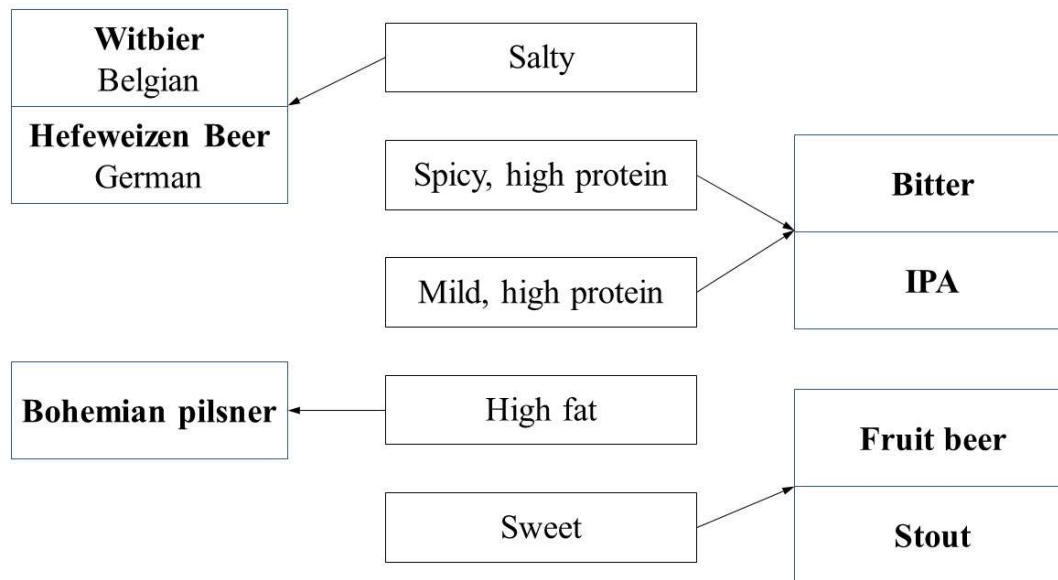 Witbier
Belgian
Hefeweizen Beer
German
Salty
Spicy, high protein
Mild, high protein
Bitter
IPA
Bohemian pilsner
High fat
Sweet
Fruit beer
Stout